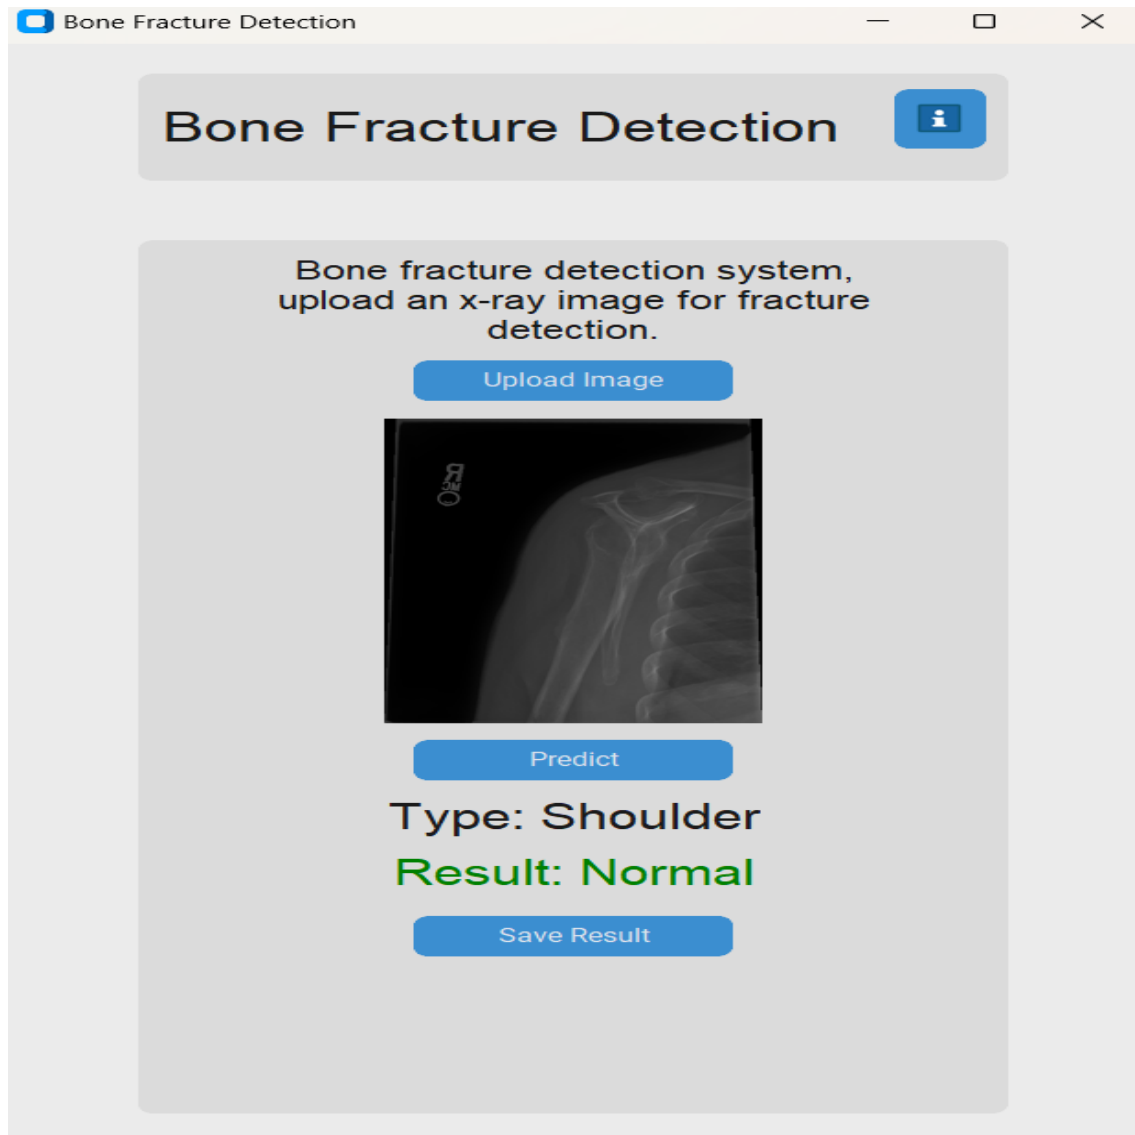 Bone Fracture Detection
Bone Fracture Detection
i
Bone fracture detection system,
upload an x-ray image for fracture
detection.
Upload Image
Predict
Type: Shoulder
Result: Normal
Save Result